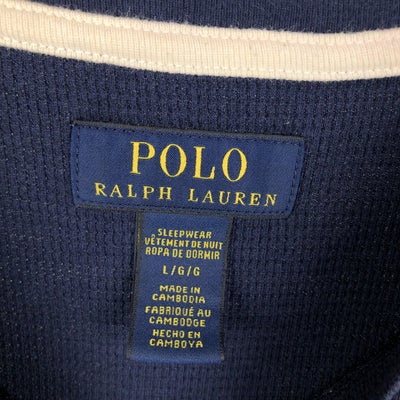 POLO
RALPH LAUREN
SLEEPWEAR
VÊTEMENT DE NUIT
ROPA DE DORMIR
L/G/G
MADE IN
CAMBODIA
FABRIQUÉ AU
CAMBODGE
HECHO EN
CAMBOYA